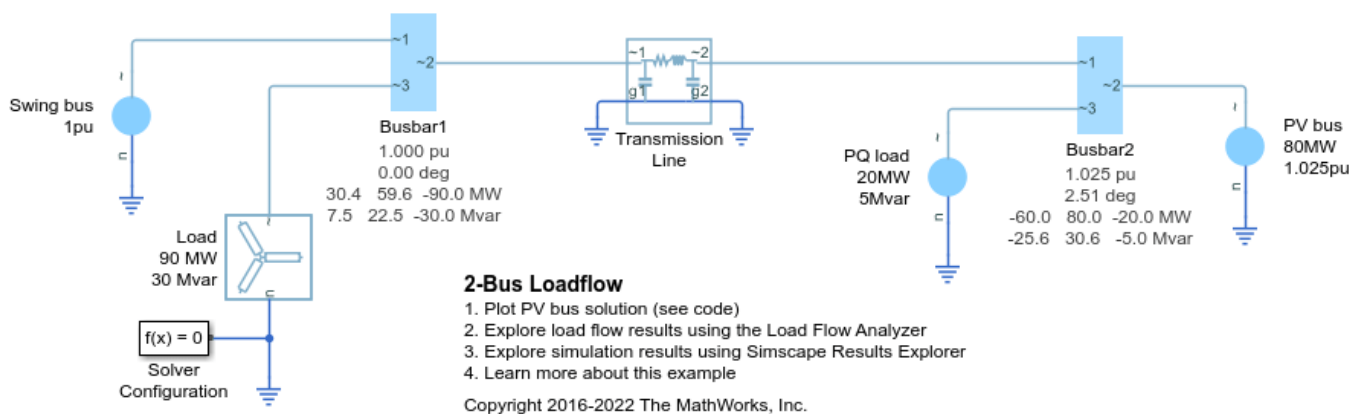 ~1
~2
~3
Busbar1
1.000 pu
0.00 deg
30.4 59.6 -90.0 MW
7.5 22.5 -30.0 Mvar
~
Swing bus
1pu
n
~
Load
90 MW
30 Mvar
n
f(x) = 0
Solver
Configuration
~1 ~2
g1 g2
Transmission
Line
~1
~2
~3
Busbar2
1.025 pu
2.51 deg
-60.0 80.0 -20.0 MW
-25.6 30.6 -5.0 Mvar
~
PQ load
20MW
5Mvar
n
~
PV bus
80MW
1.025pu
n
2-Bus Loadflow
1. Plot PV bus solution (see code)
2. Explore load flow results using the Load Flow Analyzer
3. Explore simulation results using Simscape Results Explorer
4. Learn more about this example
Copyright 2016-2022 The MathWorks, Inc.